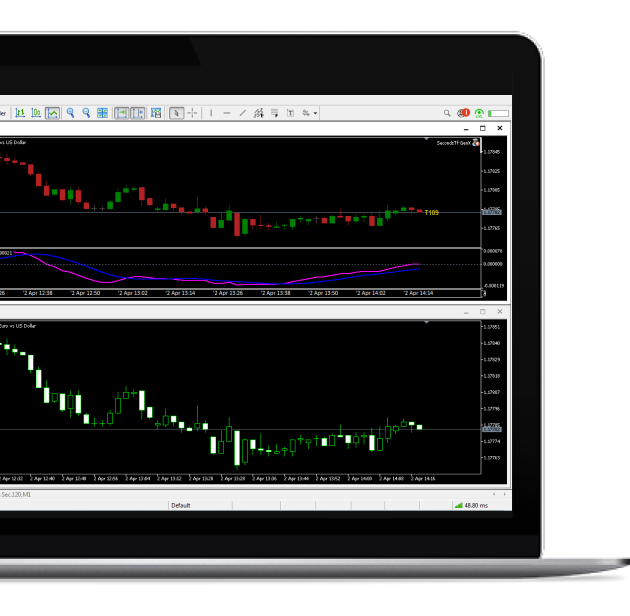 vs US Dollar
SecondsTF GenX
1.17845
1.17825
1.17805
1.17785
T109
1.17765
0.000076
0.000000
-0.000119
'2 Apr 12:38
'2 Apr 12:50
'2 Apr 13:02
'2 Apr 13:14
'2 Apr 13:26
'2 Apr 13:38
'2 Apr 13:50
'2 Apr 14:02
'2 Apr 14:14
Euro vs US Dollar
1.17851
1.17840
1.17829
1.17818
1.17807
1.17796
1.17785
1.17774
1.17763
2 Apr 12:32
2 Apr 12:40
2 Apr 12:48
2 Apr 12:56
2 Apr 13:04
2 Apr 13:12
2 Apr 13:20
2 Apr 13:28
2 Apr 13:36
2 Apr 13:44
2 Apr 13:52
2 Apr 14:00
2 Apr 14:08
2 Apr 14:16
Sec.120,M1
Default
48.80 ms